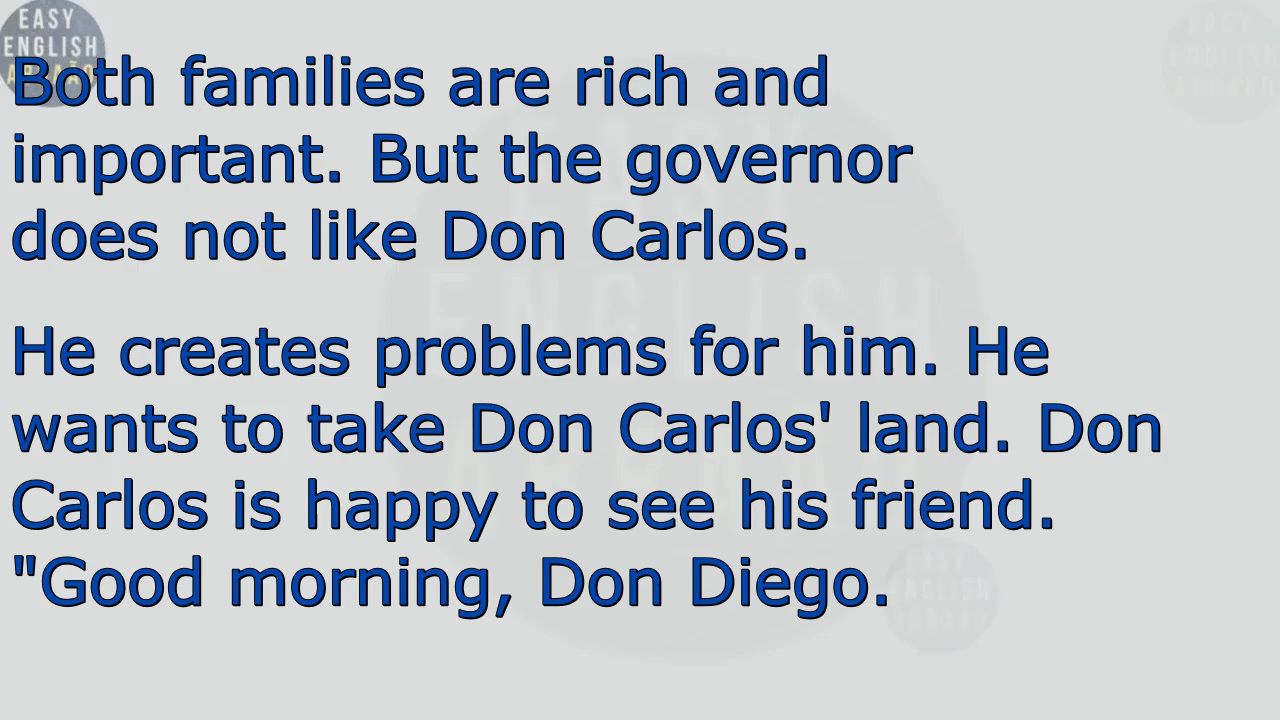 EASY
ENGLISH
Both families are rich and
important. But the governor
does not like Don Carlos.
He creates problems for him. He
wants to take Don Carlos' land. Don
Carlos is happy to see his friend.
"Good morning, Don Diego.